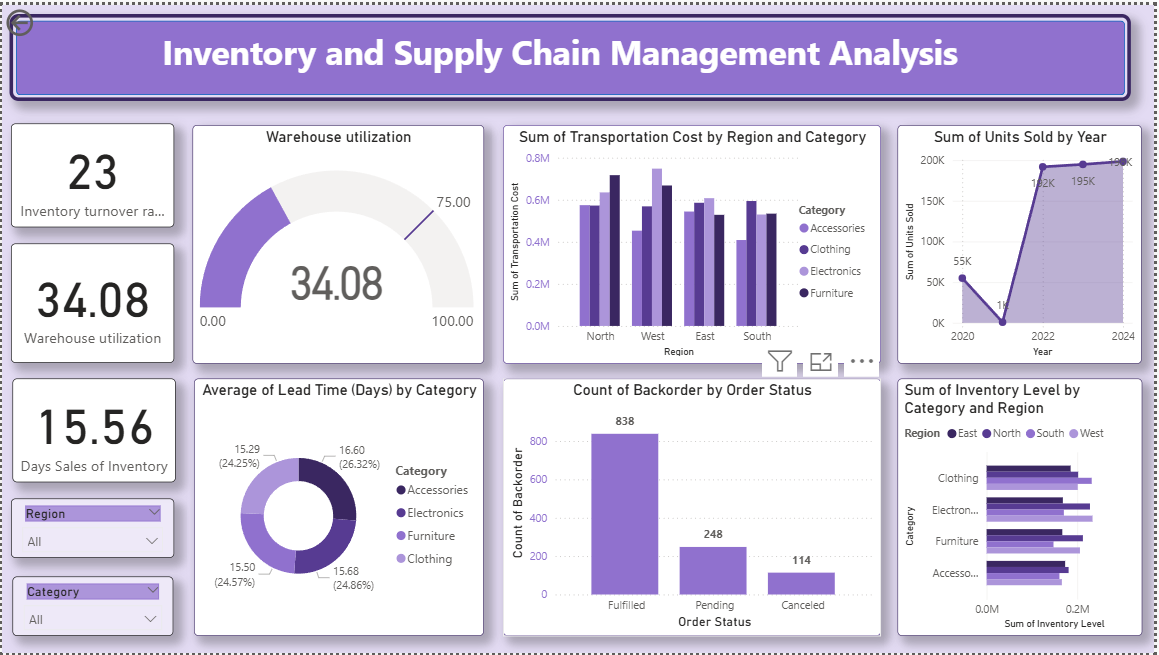 Inventory and Supply Chain Management Analysis
23
Inventory turnover ra...
34.08
Warehouse utilization
15.56
Days Sales of Inventory
Region
All
Category
All
Warehouse utilization
75.00
34.08
0.00
100.00
Sum of Transportation Cost by Region and Category
Sum of Transportation Cost
0.8M
0.6M
0.4M
0.2M
0.0M
North
West
East
South
Region
Category
Accessories
Clothing
Electronics
Furniture
Sum of Units Sold by Year
Sum of Units Sold
200K
150K
100K
50K
0K
55K
1K
192K
195K
2020
2022
2024
Year
Average of Lead Time (Days) by Category
15.29
(24.25%)
16.60
(26.32%)
15.50
(24.57%)
15.68
(24.86%)
Category
Accessories
Electronics
Furniture
Clothing
Count of Backorder by Order Status
Count of Backorder
800
600
400
200
0
838
248
114
Fulfilled
Pending
Canceled
Order Status
Sum of Inventory Level by
Category and Region
Region
East
North
South
West
Category
Clothing
Electron...
Furniture
Accesso...
0.0M
0.2M
Sum of Inventory Level